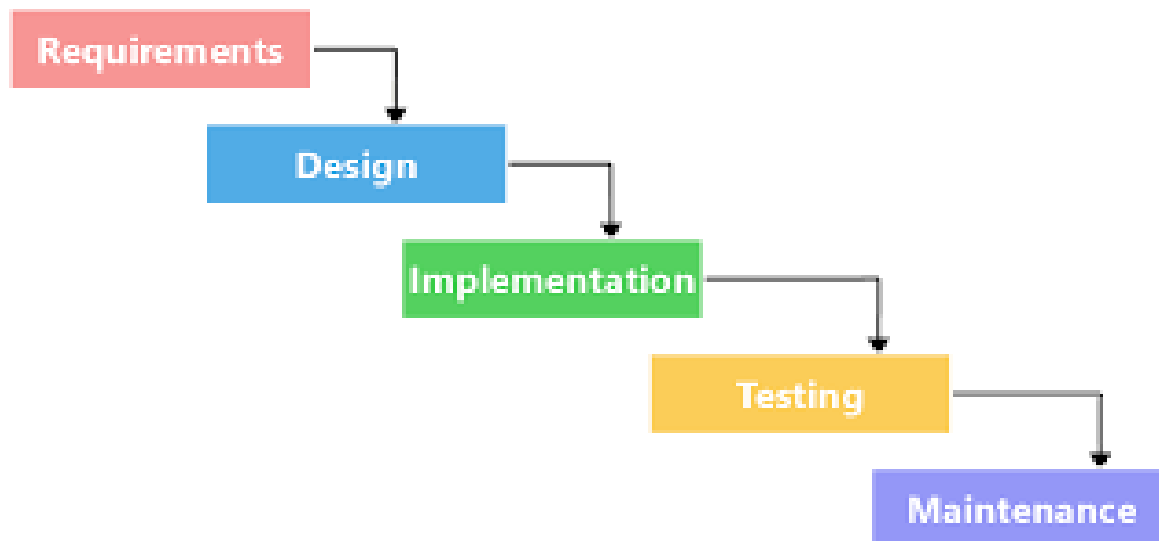 Requirements
Design
Implementation
Testing
Maintenance